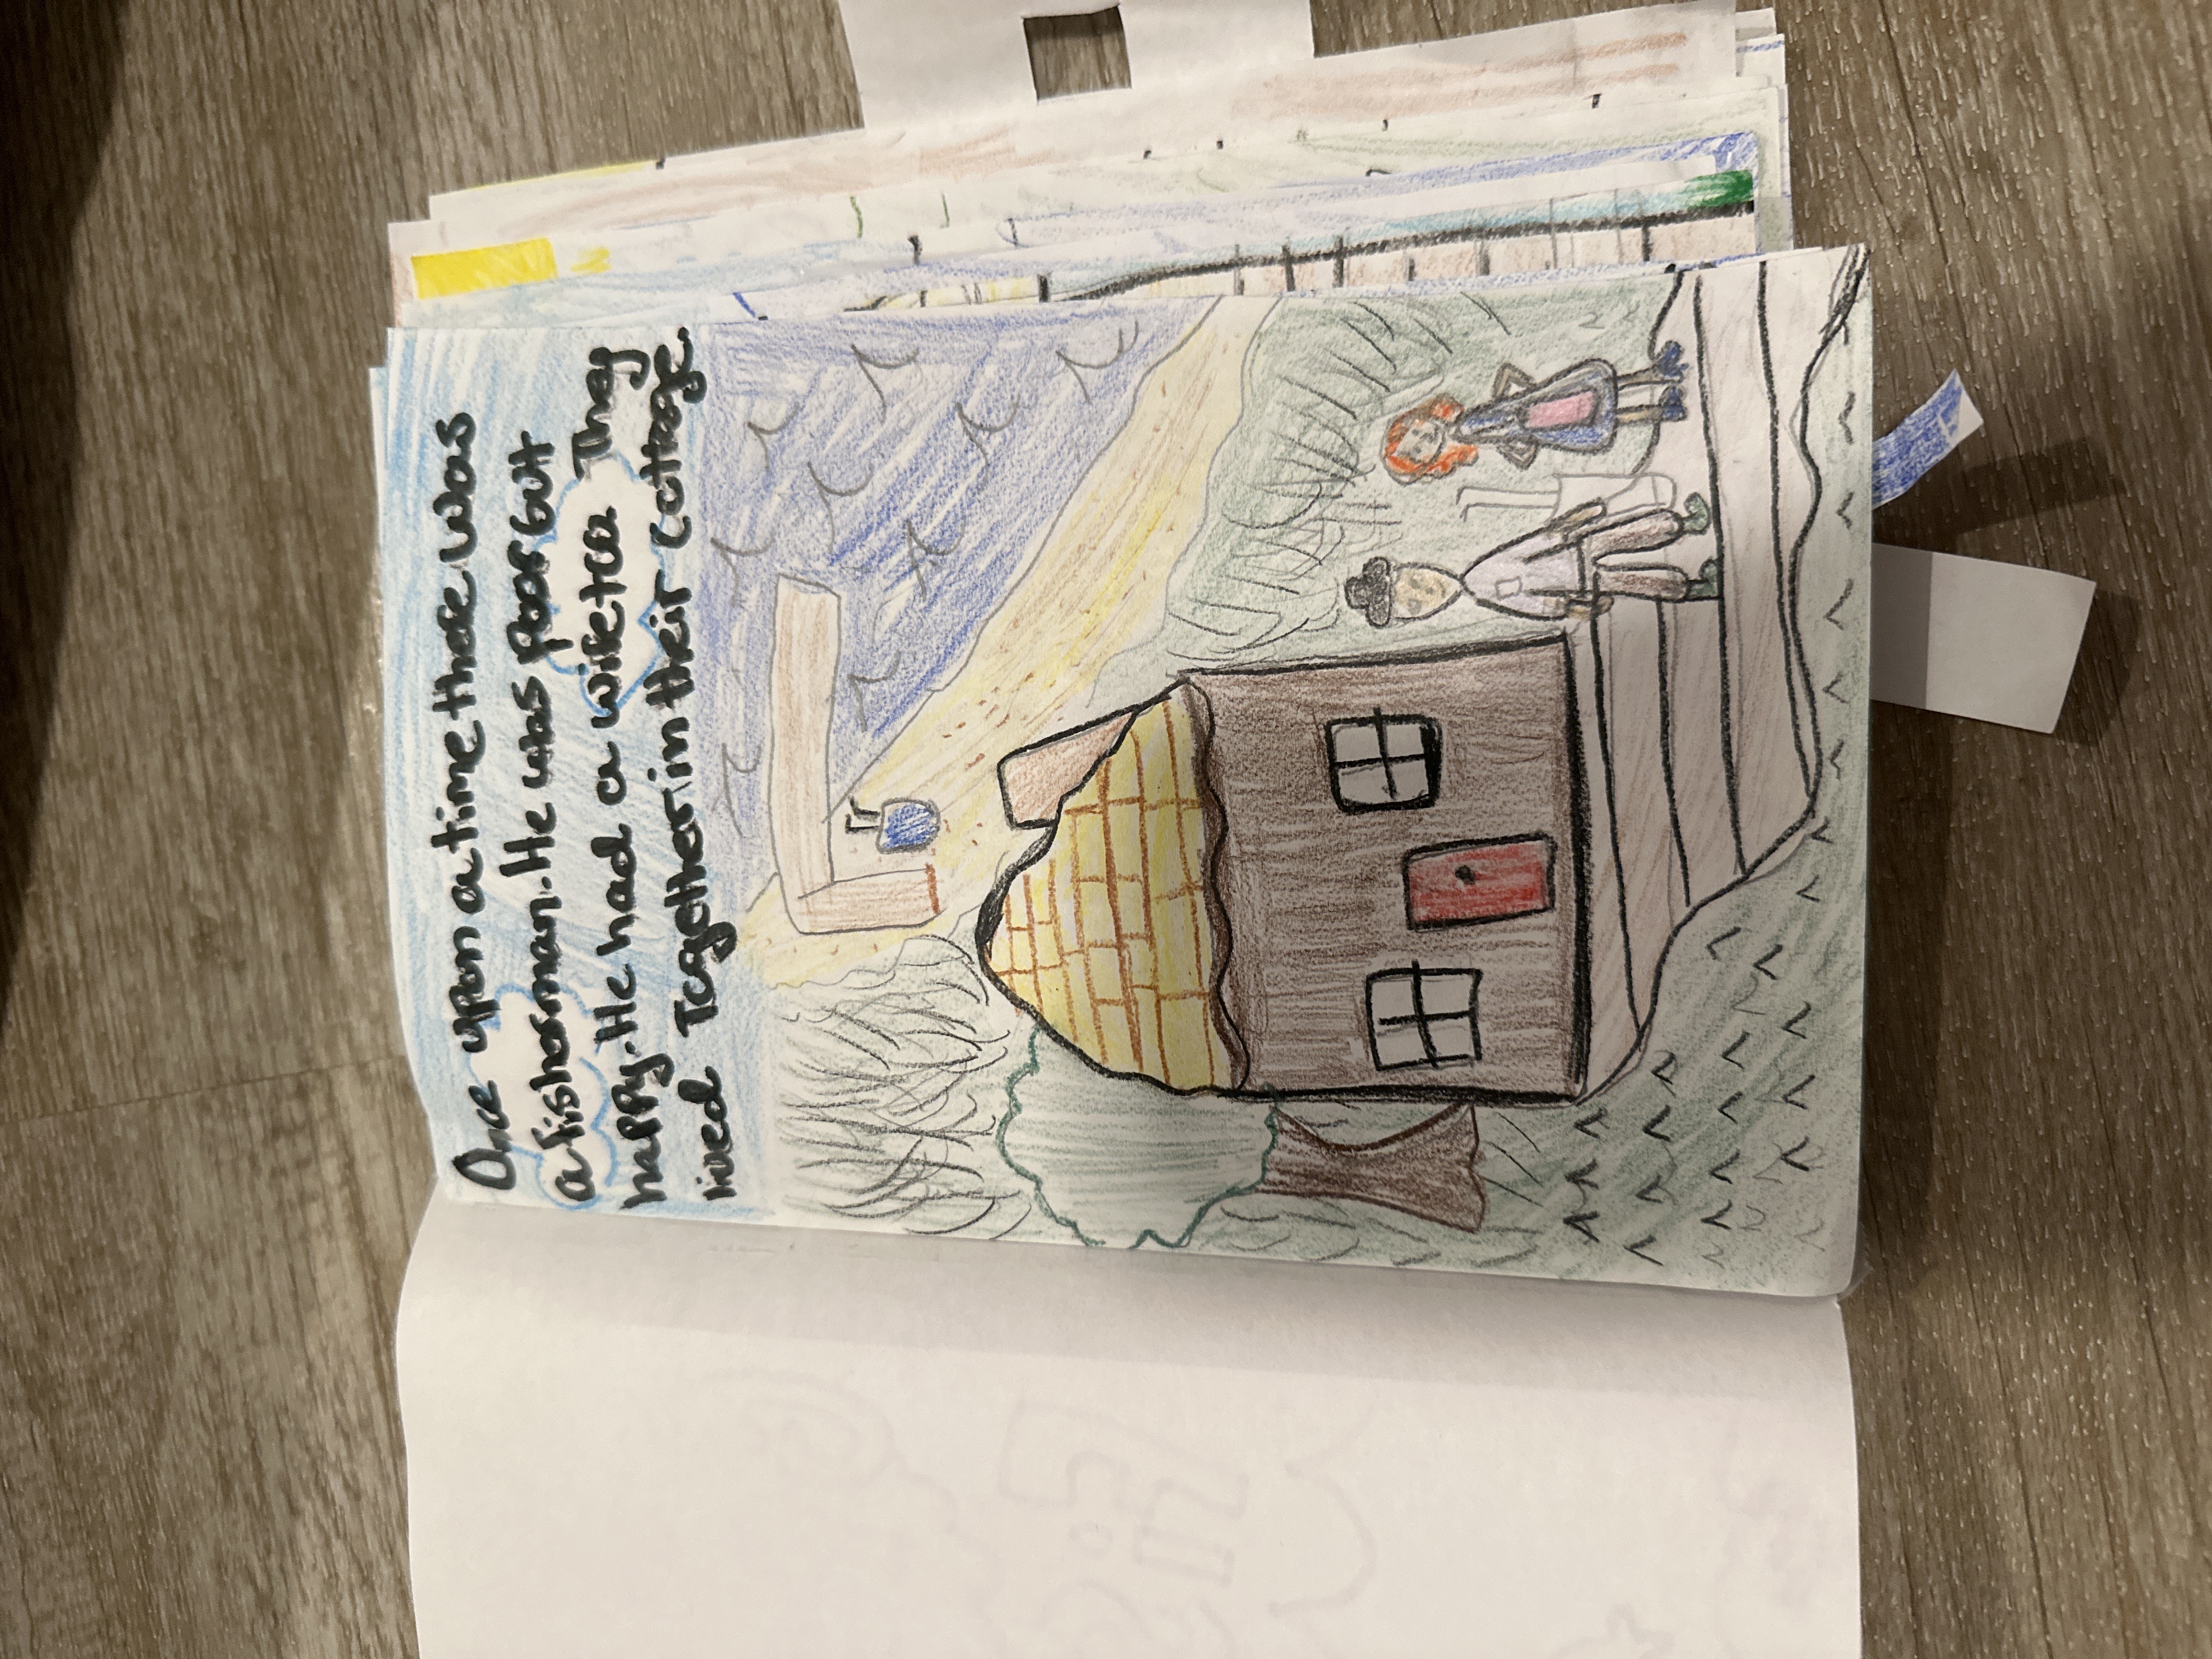 Once upon a time there was
a fisherman. He was poor but
happy. He had a wife too They
lived Together in their cottage.